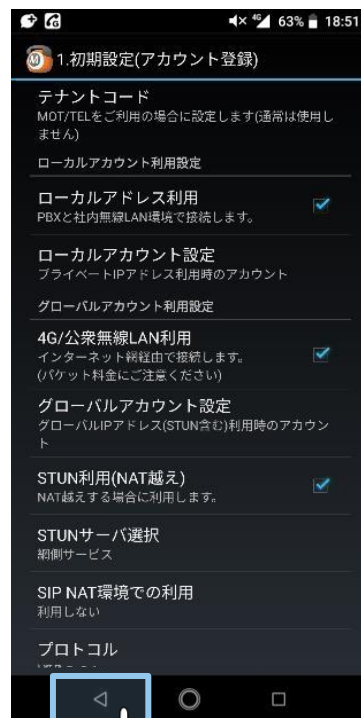 63% 18:51
1.初期設定(アカウント登録)
テナントコード
MOT/TELをご利用の場合に設定します(通常は使用し
ません)
ローカルアカウント利用設定
ローカルアドレス利用
PBXと社内無線LAN環境で接続します。
ローカルアカウント設定
プライベートIPアドレス利用時のアカウント
グローバルアカウント利用設定
4G/公衆無線LAN利用
インターネット網経由で接続します。
(パケット料金にご注意ください)
グローバルアカウント設定
グローバルIPアドレス(STUN含む)利用時のアカウン
ト
STUN利用(NAT越え)
NAT越えする場合に利用します。
STUNサーバ選択
網側サービス
SIP NAT環境での利用
利用しない
プロトコル